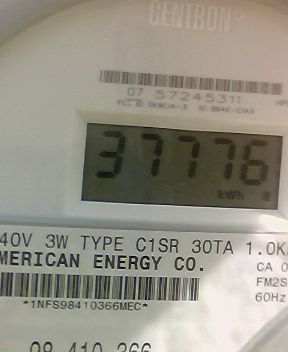 CENTRON®
07 57245311
37776
kWh
40V 3W TYPE C1SR 30TA 1.0K
MERICAN ENERGY CO.
CA 0
FM2S
60Hz
*1NFS98410366MEC*
98 410 366